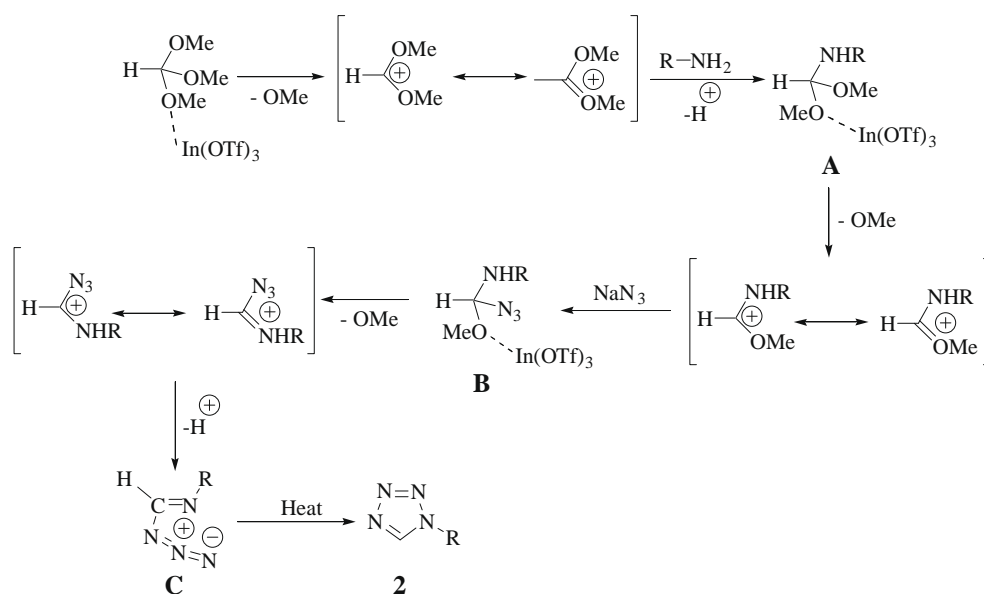 OMe
H
OMe
OMe
In(OTf)3
- OMe
OMe
H
⊕
OMe
OMe
⊕
OMe
R—NH2
⊕
-H
NHR
H
OMe
MeO
In(OTf)3
A
- OMe
NHR
H
⊕
OMe
NHR
H
⊕
OMe
NaN3
NHR
H
N3
MeO
In(OTf)3
B
- OMe
N3
H
⊕
NHR
N3
H
⊕
NHR
⊕
-H
H
R
C=N
N
⊕
N
⊖
N
C
Heat
N=N
N
N
R
2